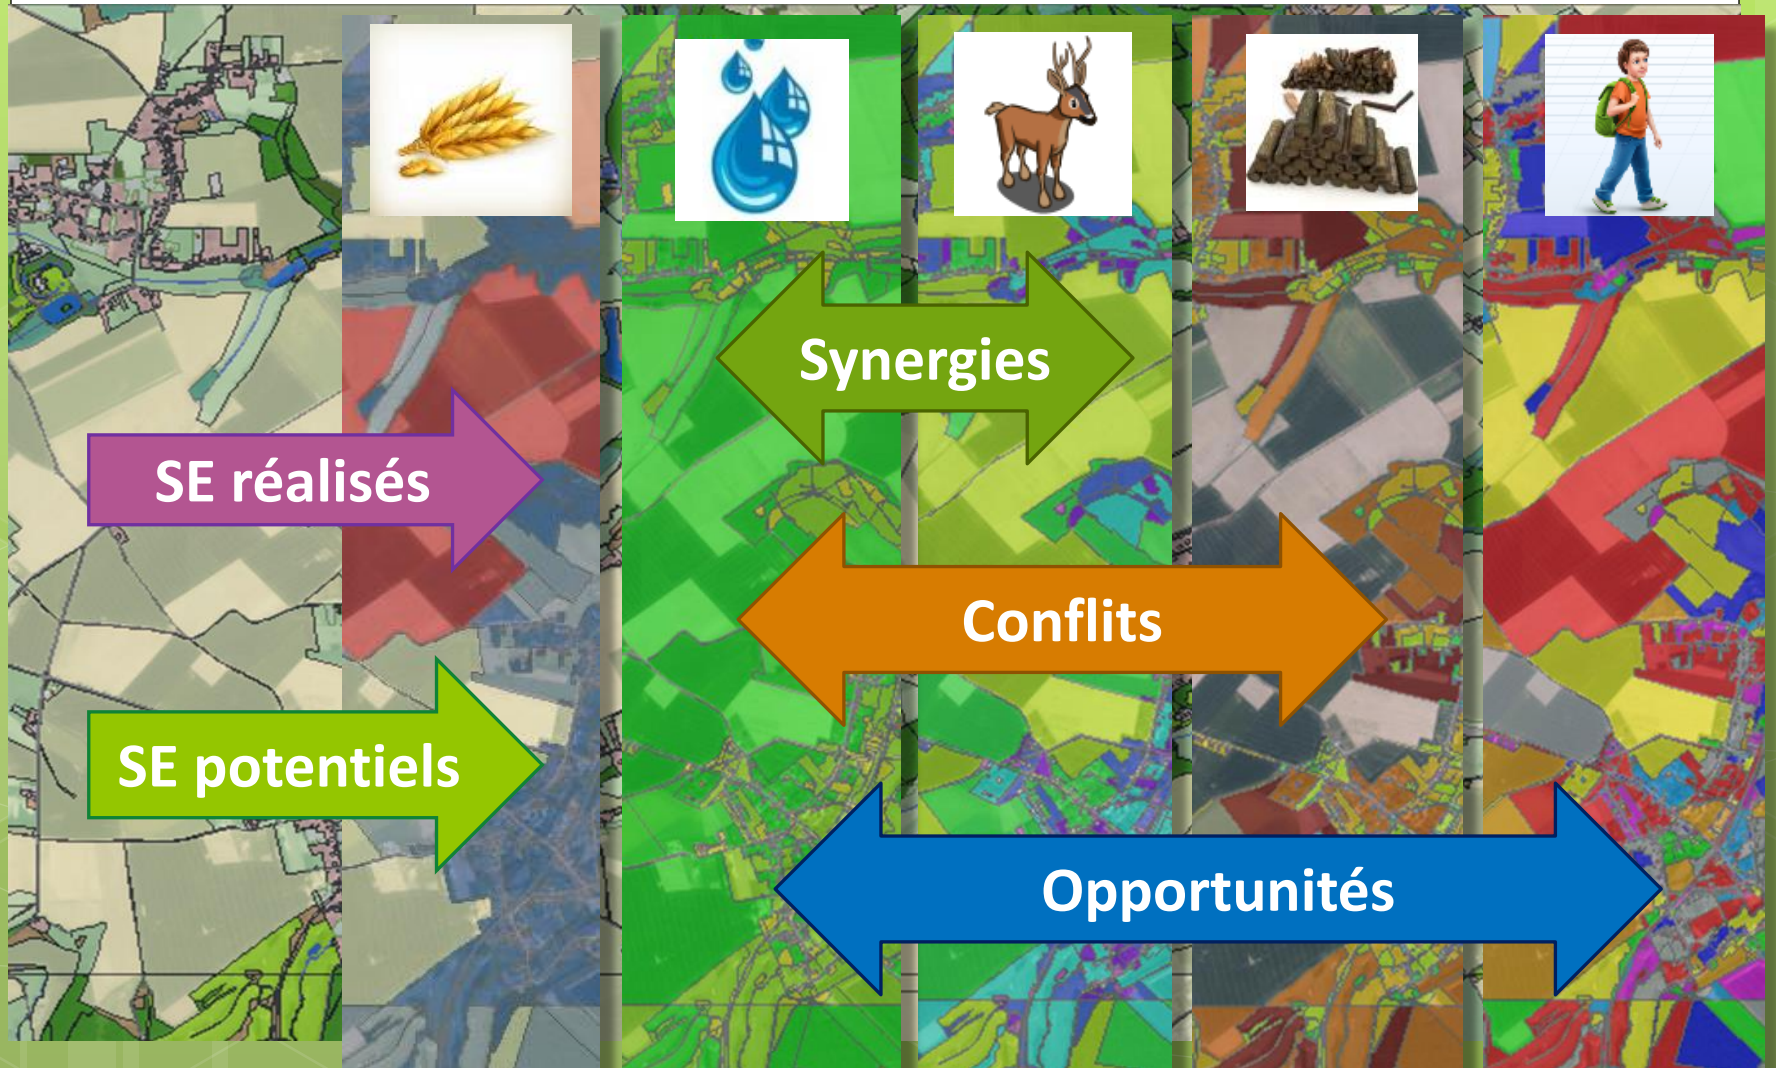 Synergies
SE réalisés
Conflits
SE potentiels
Opportunités